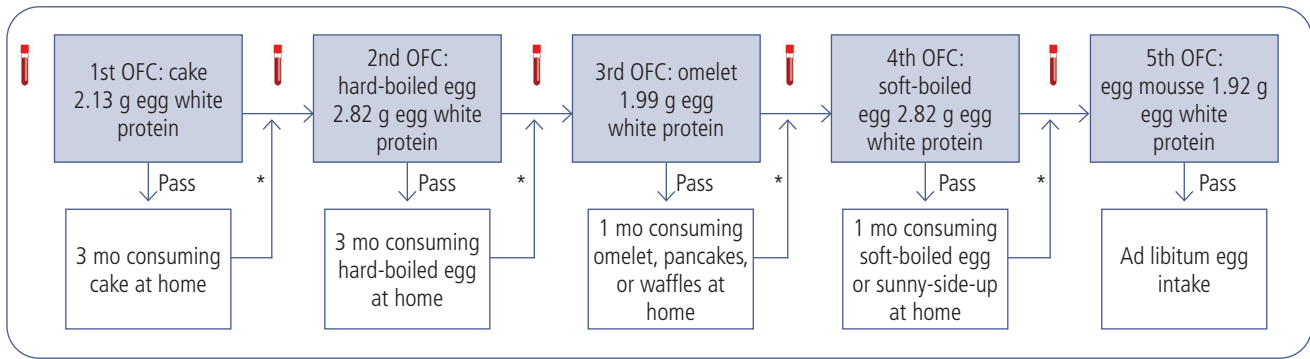 1st OFC: cake
2.13 g egg white
protein
2nd OFC:
hard-boiled egg
2.82 g egg white
protein
3rd OFC: omelet
1.99 g egg
white protein
4th OFC:
soft-boiled
egg 2.82 g egg
white protein
5th OFC:
egg mousse 1.92 g
egg white
protein
Pass
*
Pass
*
Pass
*
Pass
*
Pass
3 mo consuming
cake at home
3 mo consuming
hard-boiled egg
at home
1 mo consuming
omelet, pancakes,
or waffles at
home
1 mo consuming
soft-boiled egg
or sunny-side-up
at home
Ad libitum egg
intake